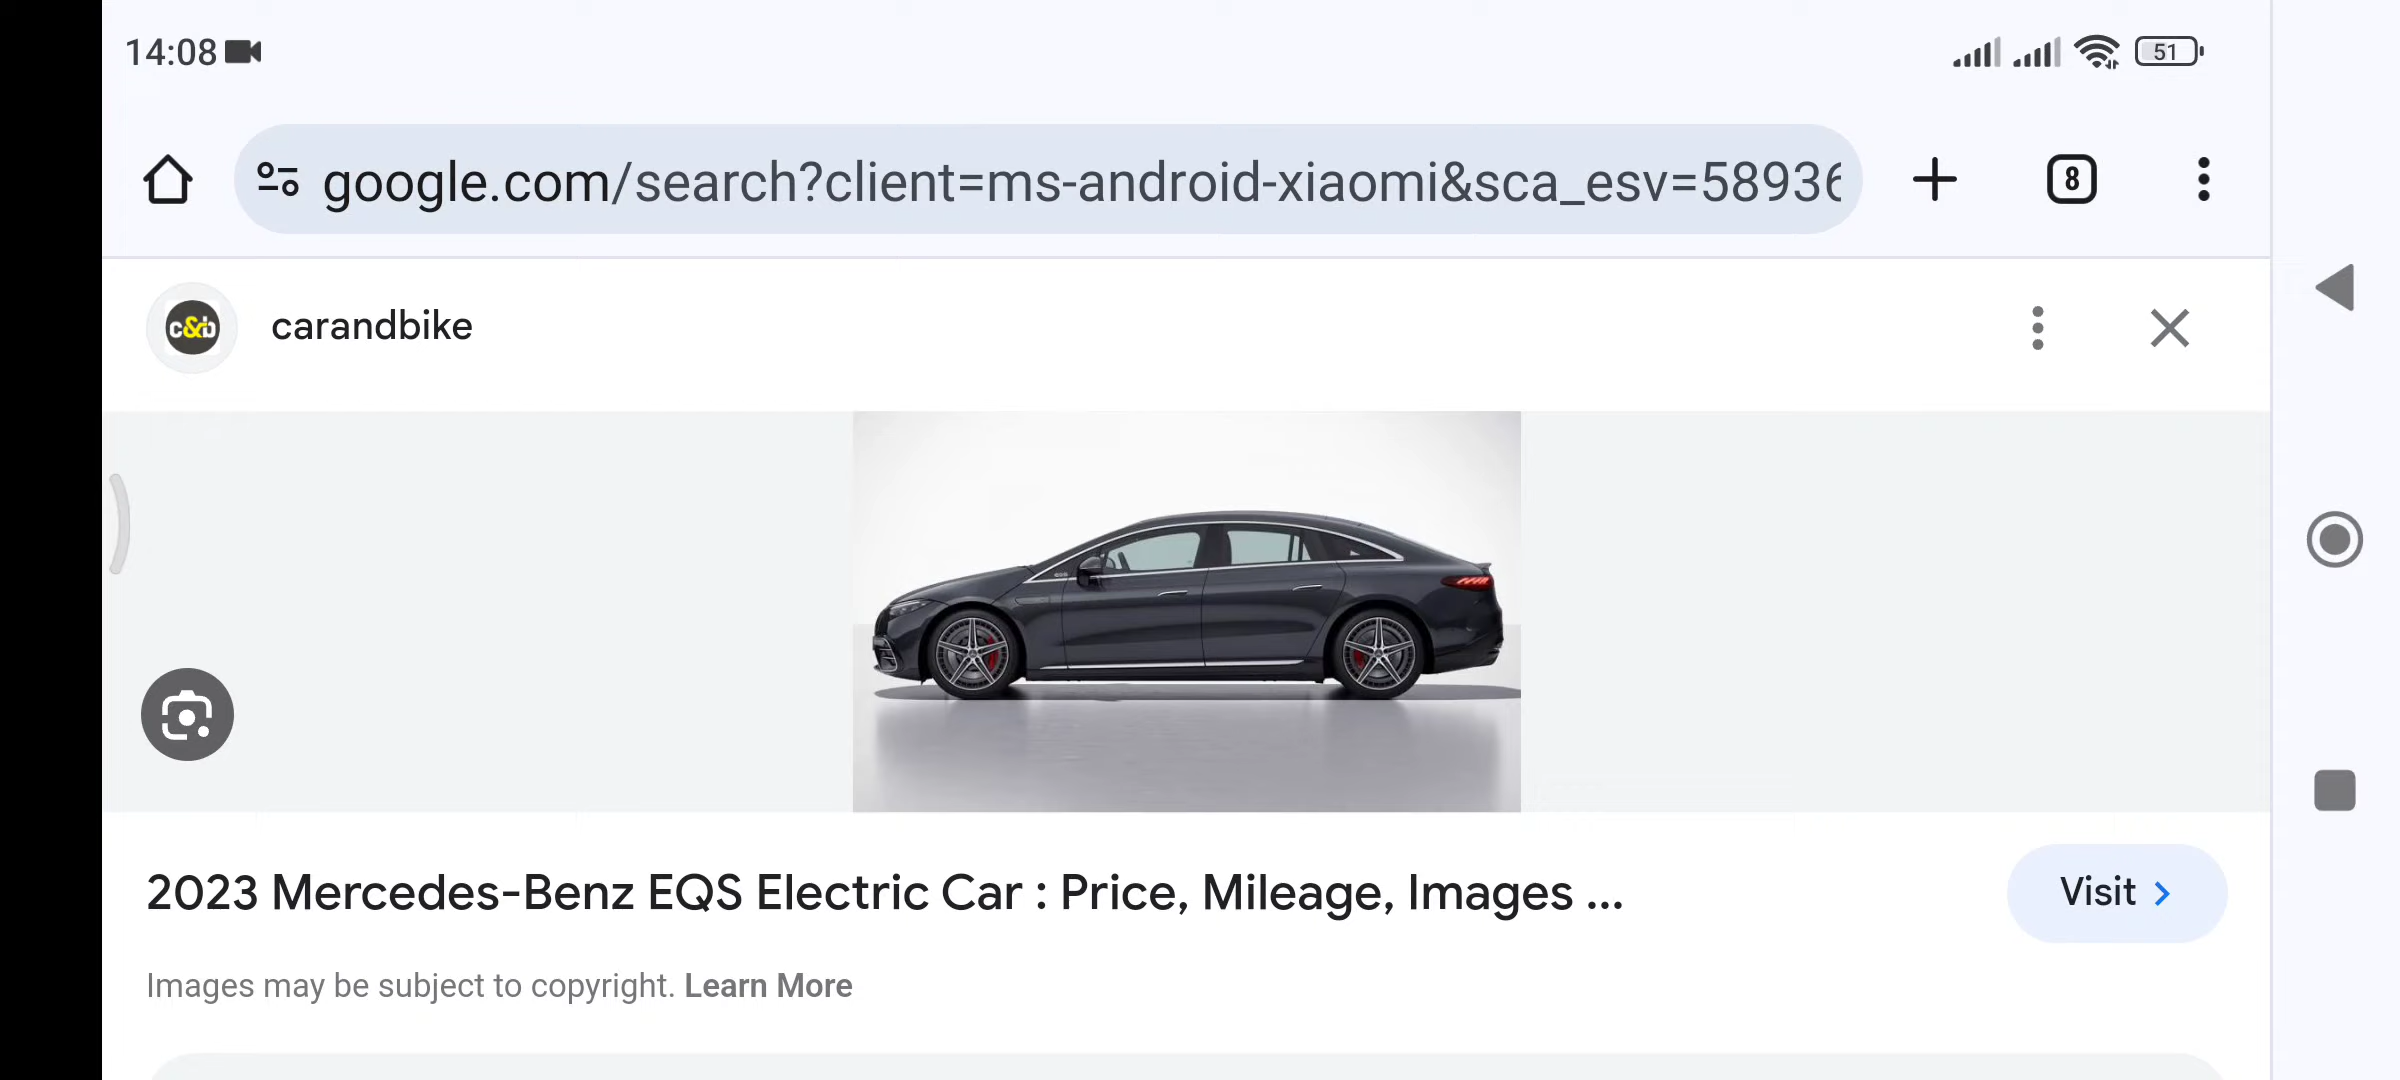 14:08
51
google.com/search?client=ms-android-xiaomi&sca_esv=58936
8
c&b
carandbike
2023 Mercedes-Benz EQS Electric Car : Price, Mileage, Images ...
Visit
Images may be subject to copyright. Learn More